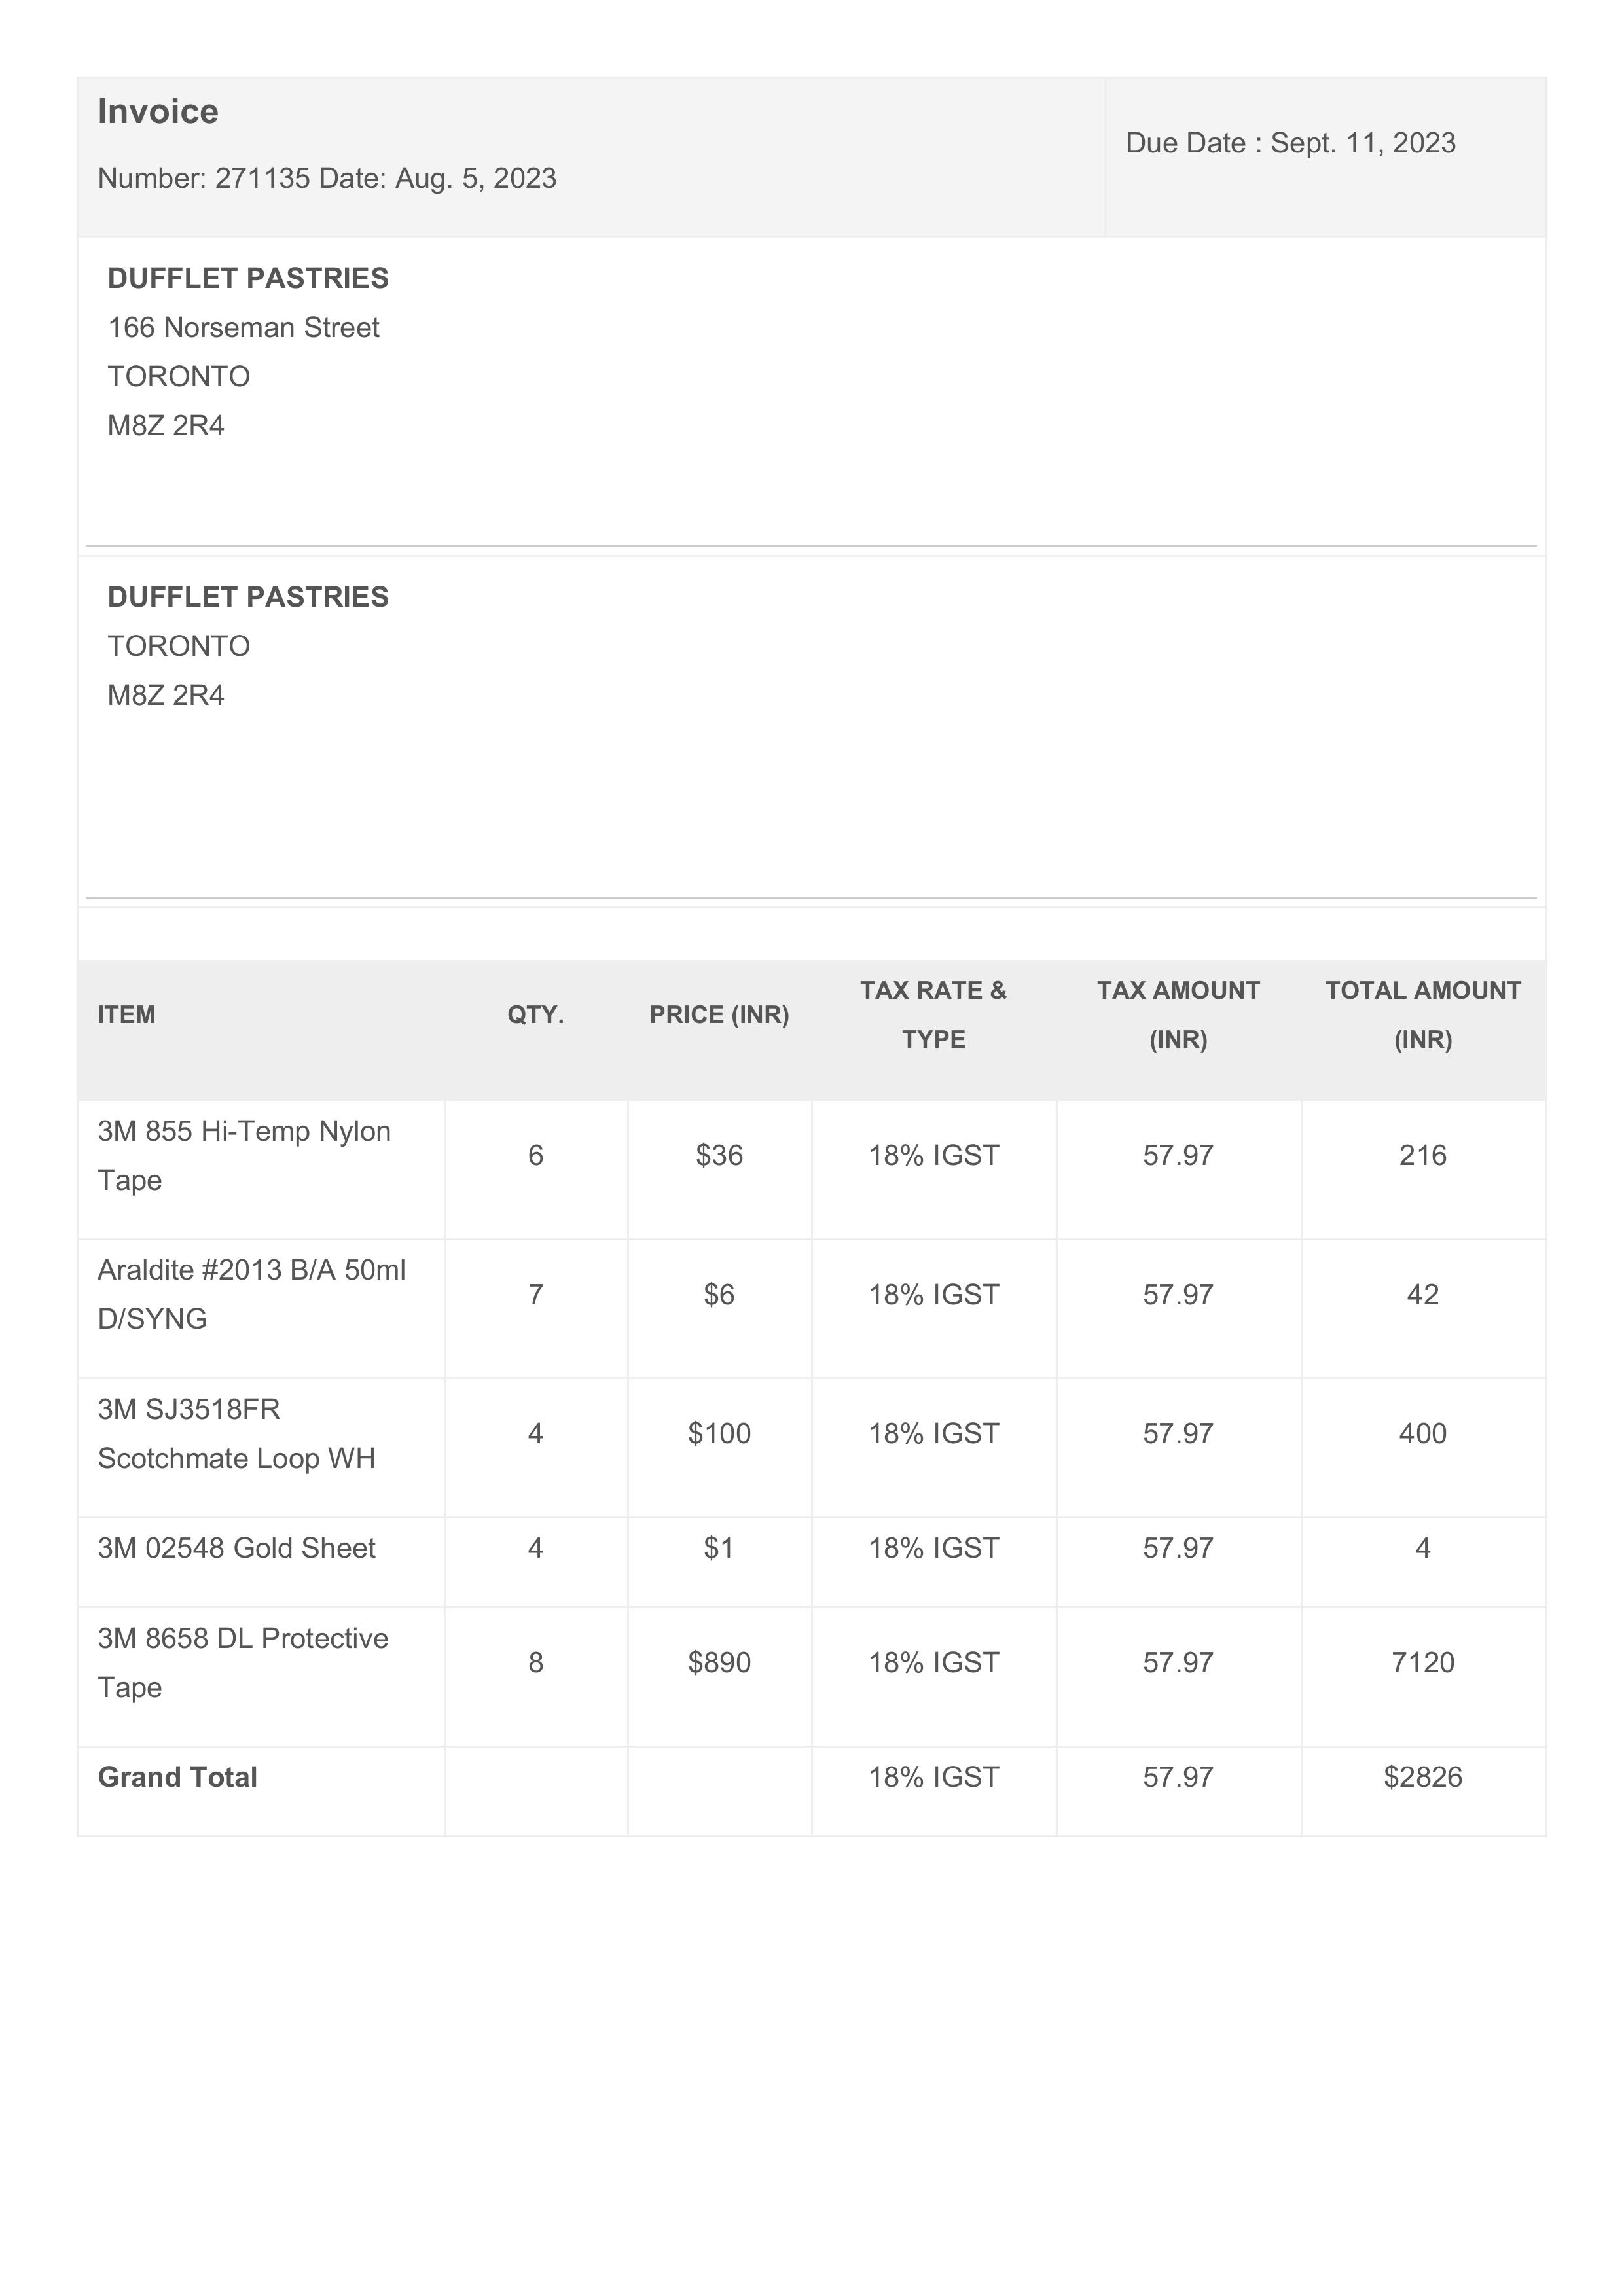 Invoice
Number: 271135 Date: Aug. 5, 2023
Due Date : Sept. 11, 2023
DUFFLET PASTRIES
166 Norseman Street
TORONTO
M8Z 2R4
DUFFLET PASTRIES
TORONTO
M8Z 2R4
ITEM QTY. PRICE (INR) TAX RATE & TYPE TAX AMOUNT (INR) TOTAL AMOUNT (INR)
3M 855 Hi-Temp Nylon Tape 6 $36 18% IGST 57.97 216
Araldite #2013 B/A 50ml D/SYNG 7 $6 18% IGST 57.97 42
3M SJ3518FR Scotchmate Loop WH 4 $100 18% IGST 57.97 400
3M 02548 Gold Sheet 4 $1 18% IGST 57.97 4
3M 8658 DL Protective Tape 8 $890 18% IGST 57.97 7120
Grand Total 18% IGST 57.97 $2826